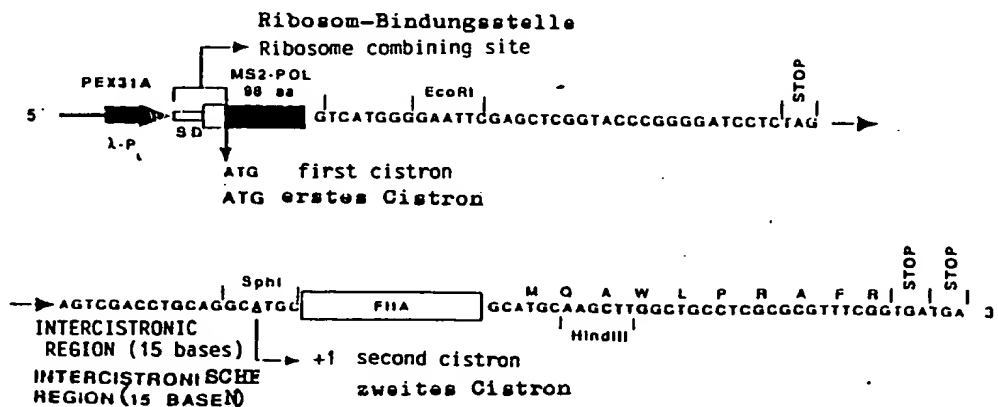 Ribosom-Bindungsstelle
Ribosome combining site
PEX31A
MS2-POL
98 aa
EcoRI
STOP
5' SD GTCATGGGGAATTCGAGCTCGGTACCCGGGGATCCTCTAG
λ-PL
ATG first cistron
ATG erstes Cistron
SphI M Q A W L P R A F R STOP STOP
AGTCGACCTGCAGGCATGC FIIA GCATGCAAGCTTGGCTGCCTCGCGCGTTTCGGTGATGA 3
HindIII
INTERCISTRONIC
REGION (15 bases)
+1 second cistron
zweites Cistron
INTERCISTRONISCHE
REGION (15 BASEN)